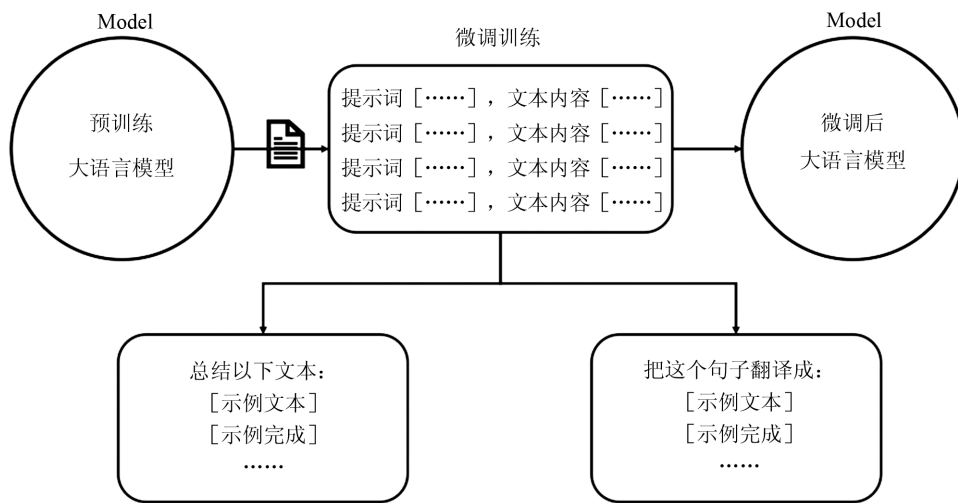 Model
预训练
大语言模型
微调训练
提示词［……］，文本内容［……］
提示词［……］，文本内容［……］
提示词［……］，文本内容［……］
提示词［……］，文本内容［……］
Model
微调后
大语言模型
总结以下文本：
［示例文本］
［示例完成］
……
把这个句子翻译成：
［示例文本］
［示例完成］
……